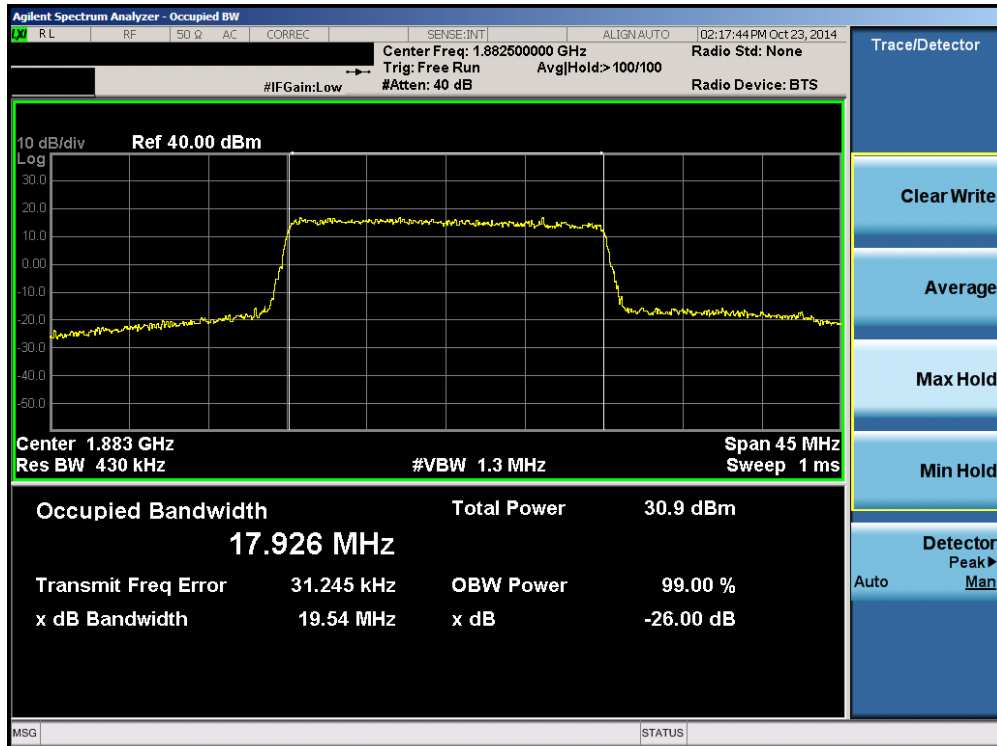 Agilent Spectrum Analyzer - Occupied BW
LXI RL RF 50 Ω AC CORREC SENSE:INT ALIGN AUTO 02:17:44 PM Oct 23, 2014
Center Freq: 1.882500000 GHz Radio Std: None
Trig: Free Run Avg|Hold:> 100/100
#IFGain:Low #Atten: 40 dB Radio Device: BTS
10 dB/div Ref 40.00 dBm
Log
30.0
20.0
10.0
0.00
-10.0
-20.0
-30.0
-40.0
-50.0
Center 1.883 GHz Span 45 MHz
Res BW 430 kHz #VBW 1.3 MHz Sweep 1 ms
Occupied Bandwidth Total Power 30.9 dBm
17.926 MHz
Transmit Freq Error 31.245 kHz OBW Power 99.00 %
x dB Bandwidth 19.54 MHz x dB -26.00 dB
MSG STATUS
Trace/Detector
Clear Write
Average
Max Hold
Min Hold
Detector
Peak▶
Auto Man